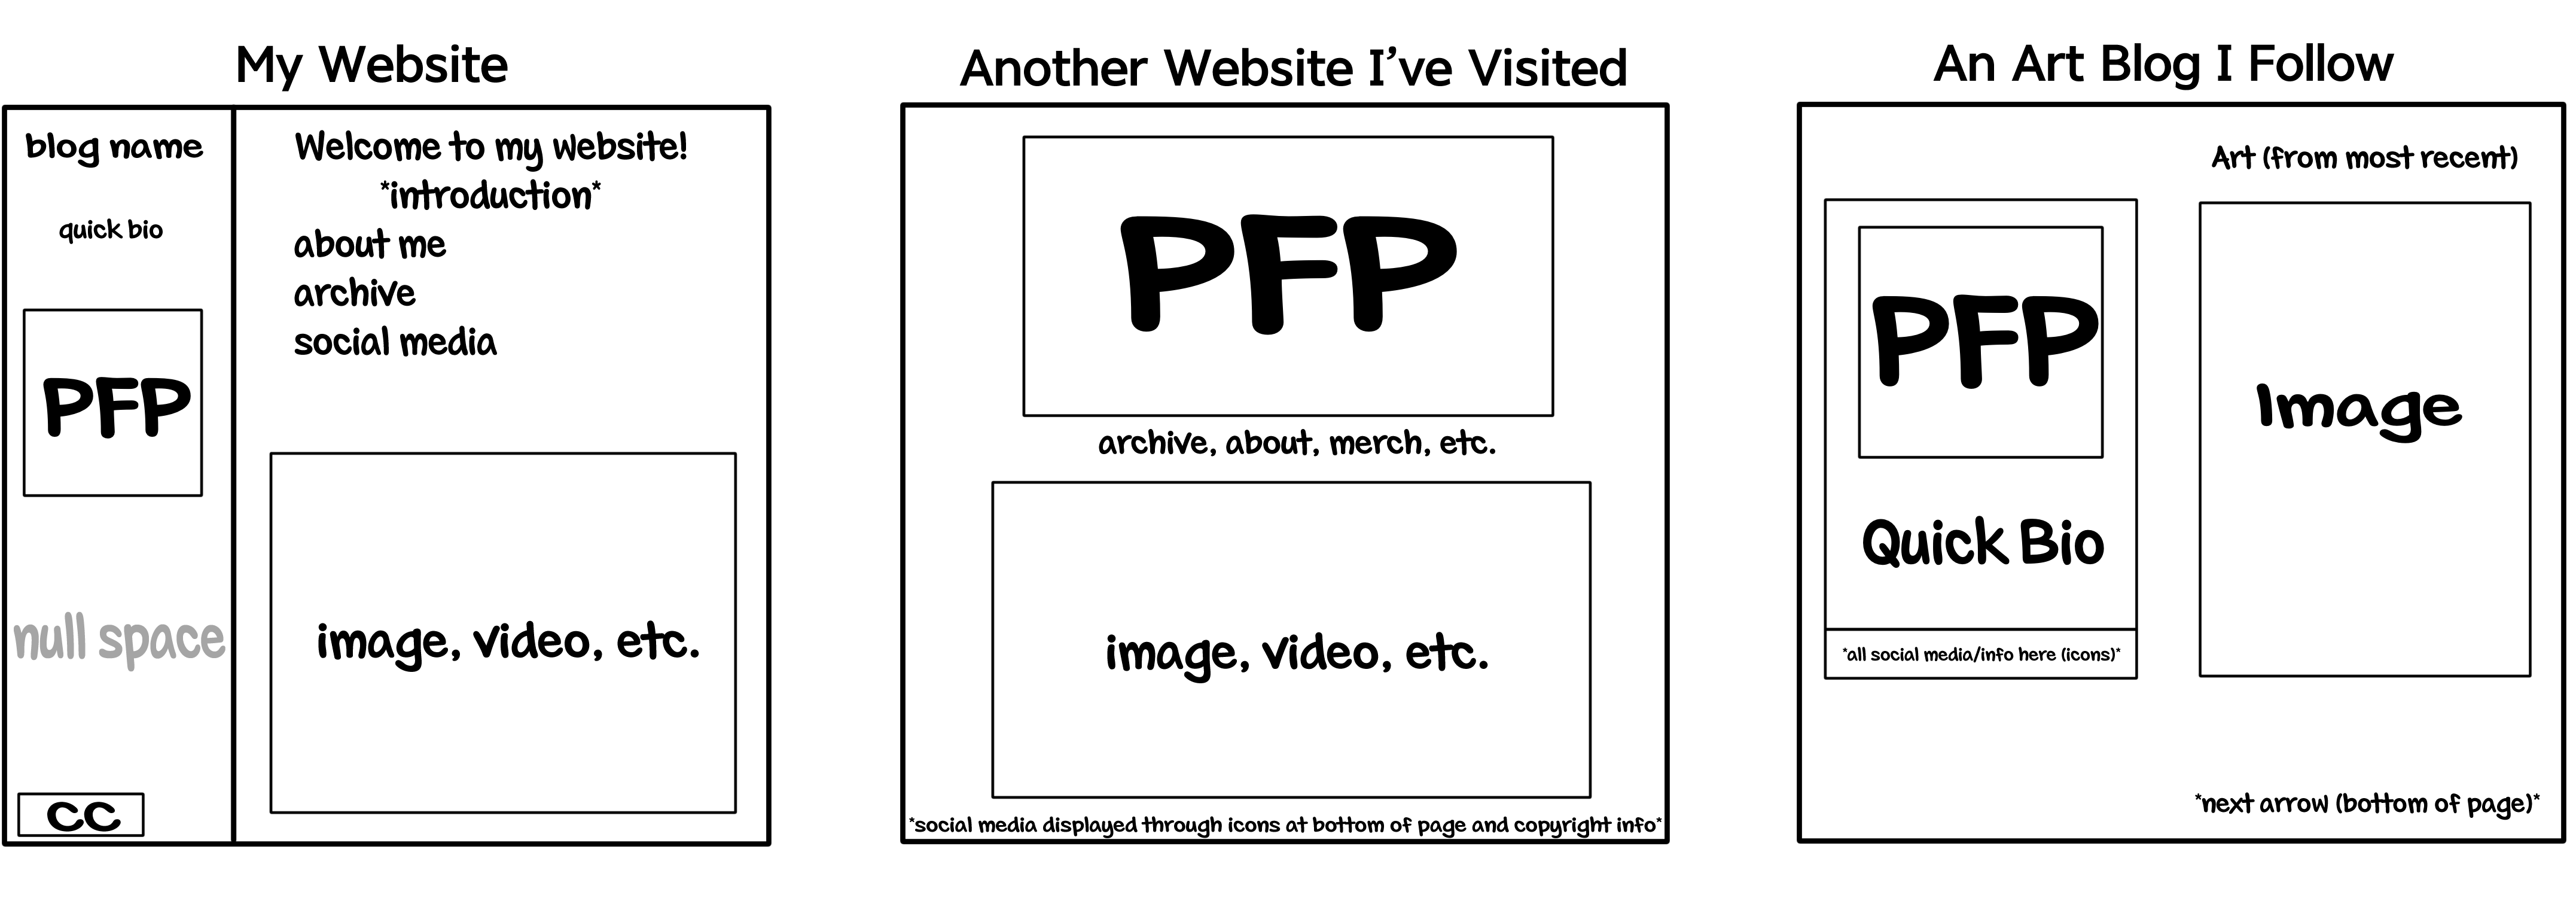 My Website
blog name
quick bio
PFP
null space
CC
Welcome to my website!
*introduction*
about me
archive
social media
image, video, etc.
Another Website I've Visited
PFP
archive, about, merch, etc.
image, video, etc.
*social media displayed through icons at bottom of page and copyright info*
An Art Blog I Follow
PFP
Quick Bio
*all social media/info here (icons)*
Art (from most recent)
Image
*next arrow (bottom of page)*